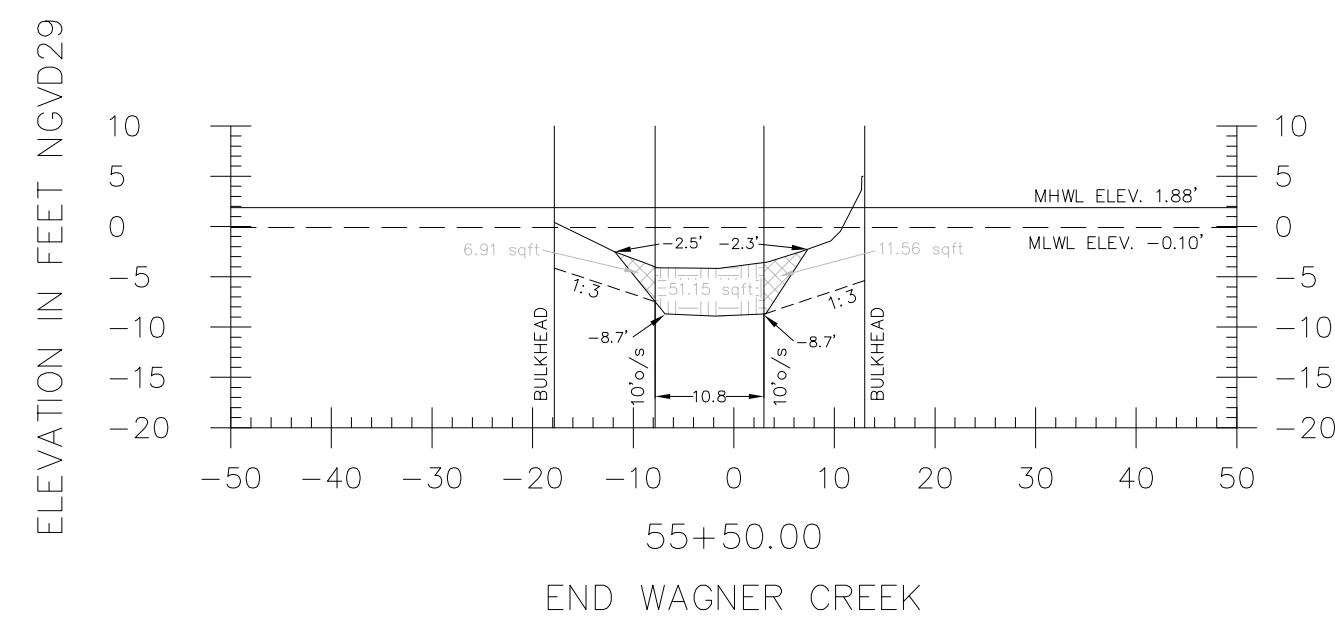 ELEVATION IN FEET NGVD29
10
5
0
−5
−10
−15
−20
10
5
0
−5
−10
−15
−20
MHWL ELEV. 1.88'
MLWL ELEV. −0.10'
6.91 sqft
−2.5'
−2.3'
11.56 sqft
51.15 sqft
1:3
1:3
−8.7'
−8.7'
BULKHEAD
10'o/s
10.8
10'o/s
BULKHEAD
−50 −40 −30 −20 −10 0 10 20 30 40 50
55+50.00
END WAGNER CREEK